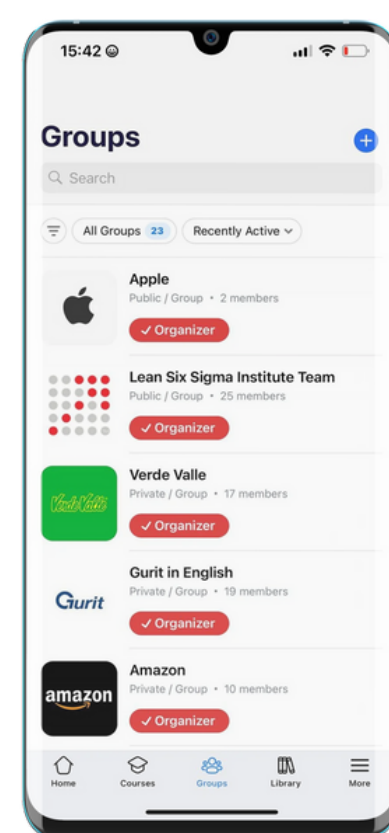 15:42
Groups
Search
All Groups 23 Recently Active
Apple
Public / Group • 2 members
✓ Organizer
Lean Six Sigma Institute Team
Public / Group • 25 members
✓ Organizer
Verde Valle
Verde Valle
Private / Group • 17 members
✓ Organizer
Gurit in English
Gurit
Private / Group • 19 members
✓ Organizer
Amazon
amazon
Private / Group • 10 members
✓ Organizer
Home Courses Groups Library More